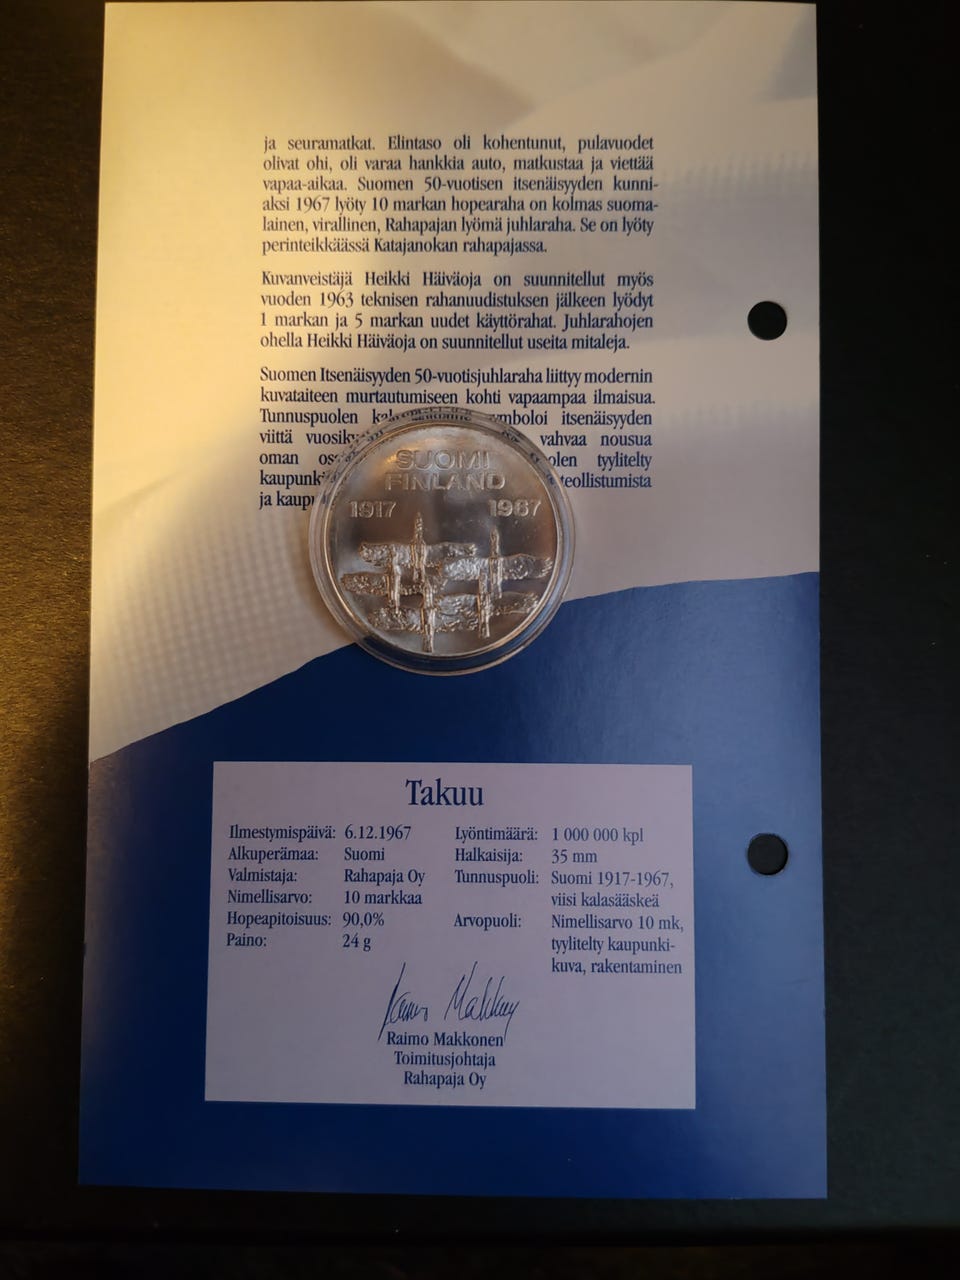 ja seuramatkat. Elintaso oli kohentunut, pulavuodet
olivat ohi, oli varaa hankkia auto, matkustaa ja viettää
vapaa-aikaa. Suomen 50-vuotisen itsenäisyyden kunni-
aksi 1967 lyöty 10 markan hopearaha on kolmas suoma-
lainen, virallinen, Rahapajan lyömä juhlaraha. Se on lyöty
perinteikkäässä Katajanokan rahapajassa.
Kuvanveistäjä Heikki Häiväoja on suunnitellut myös
vuoden 1963 teknisen rahanuudistuksen jälkeen lyödyt
1 markan ja 5 markan uudet käyttörahat. Juhlarahojen
ohella Heikki Häiväoja on suunnitellut useita mitaleja.
Suomen Itsenäisyyden 50-vuotisjuhlaraha liittyy modernin
kuvataiteen murtautumiseen kohti vapaampaa ilmaisua.
Tunnuspuolen itsenäisyyden
viittä vahvaa nousua
oman tyylitelty
teollistumista
ja
SUOMI
FINLAND
1917 1967
Takuu
Ilmestymispäivä: 6.12.1967
Alkuperämaa: Suomi
Valmistaja: Rahapaja Oy
Nimellisarvo: 10 markkaa
Hopeapitoisuus: 90,0%
Paino: 24 g
Lyöntimäärä: 1 000 000 kpl
Halkaisija: 35 mm
Tunnuspuoli: Suomi 1917-1967,
viisi kalasääskeä
Arvopuoli: Nimellisarvo 10 mk,
tyylitelty kaupunki-
kuva, rakentaminen
Raimo Makkonen
Toimitusjohtaja
Rahapaja Oy